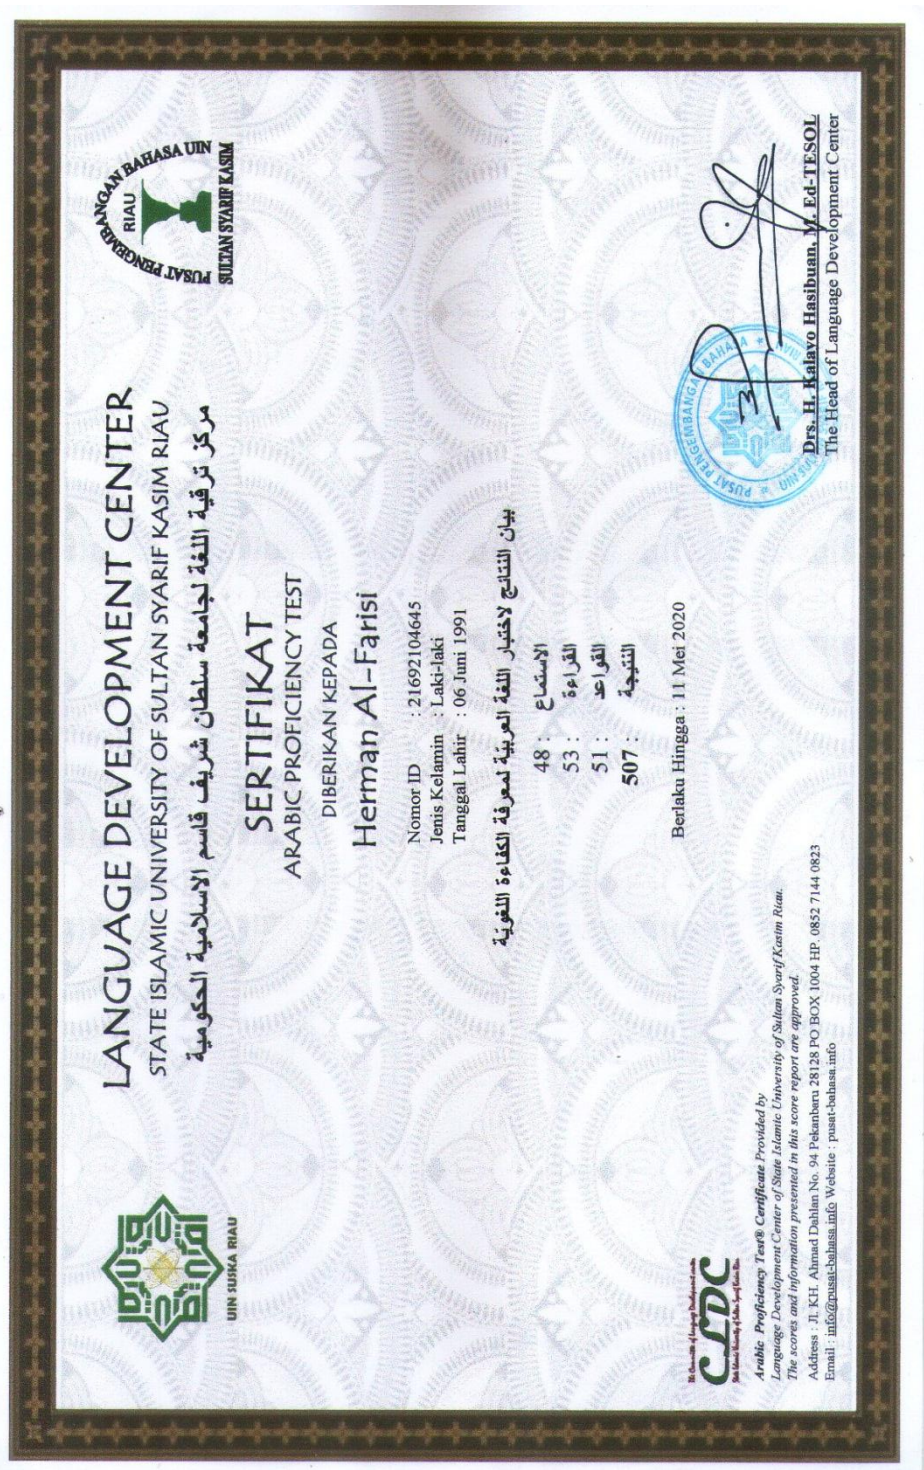 LANGUAGE DEVELOPMENT CENTER
STATE ISLAMIC UNIVERSITY OF SULTAN SYARIF KASIM RIAU
مركز ترقية اللغة لجامعة سلطان شريف قاسم الاسلامية الحكومية
UIN SUSKA RIAU
PUSAT PENGEMBANGAN BAHASA UIN
RIAU
SULTAN SYARIF KASIM
SERTIFIKAT
ARABIC PROFICIENCY TEST
DIBERIKAN KEPADA
Herman Al-Farisi
Nomor ID : 21692104645
Jenis Kelamin : Laki-laki
Tanggal Lahir : 06 Juni 1991
بيان النتائج لاختبار اللغة العربية لمعرفة الكفاءة اللغوية
48 : الاستماع
53 : القراءة
51 : القواعد
507 : النتيجة
Berlaku Hingga : 11 Mei 2020
PUSAT PENGEMBANGAN BAHASA
Drs. H. Kalayo Hasibuan, M. Ed-TESOL
The Head of Language Development Center
CLDC
Arabic Proficiency Test® Certificate Provided by
Language Development Center of State Islamic University of Sultan Syarif Kasim Riau.
The scores and information presented in this score report are approved.
Address : Jl. KH. Ahmad Dahlan No. 94 Pekanbaru 28128 PO BOX 1004 HP. 0852 7144 0823
Email : info@pusat-bahasa.info Website : pusat-bahasa.info